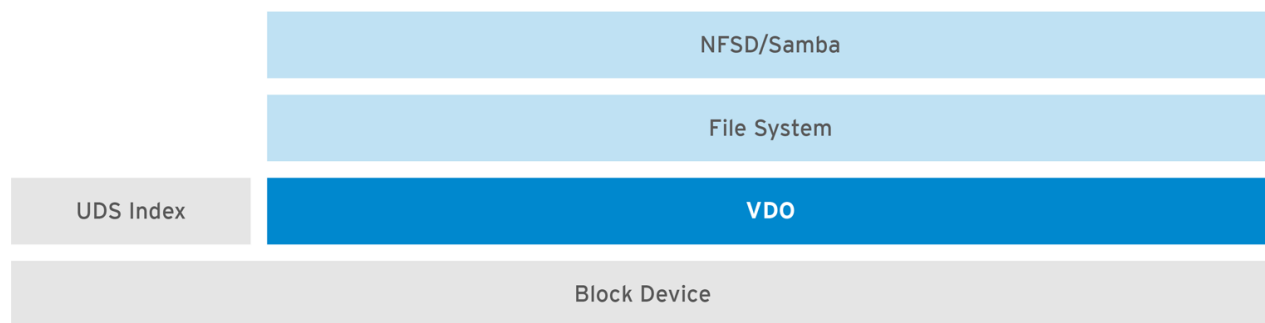 NFSD/Samba
File System
UDS Index
VDO
Block Device